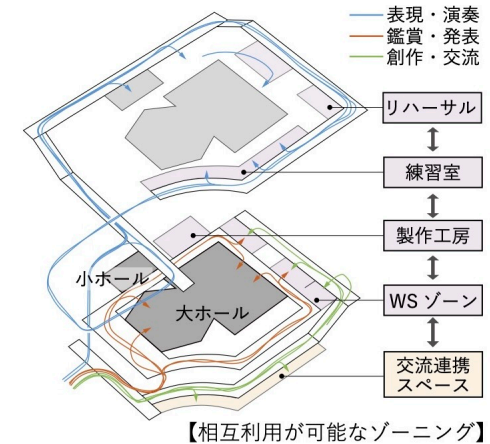 表現・演奏
鑑賞・発表
創作・交流
リハーサル
練習室
製作工房
小ホール
大ホール
WSゾーン
交流連携
スペース
【相互利用が可能なゾーニング】